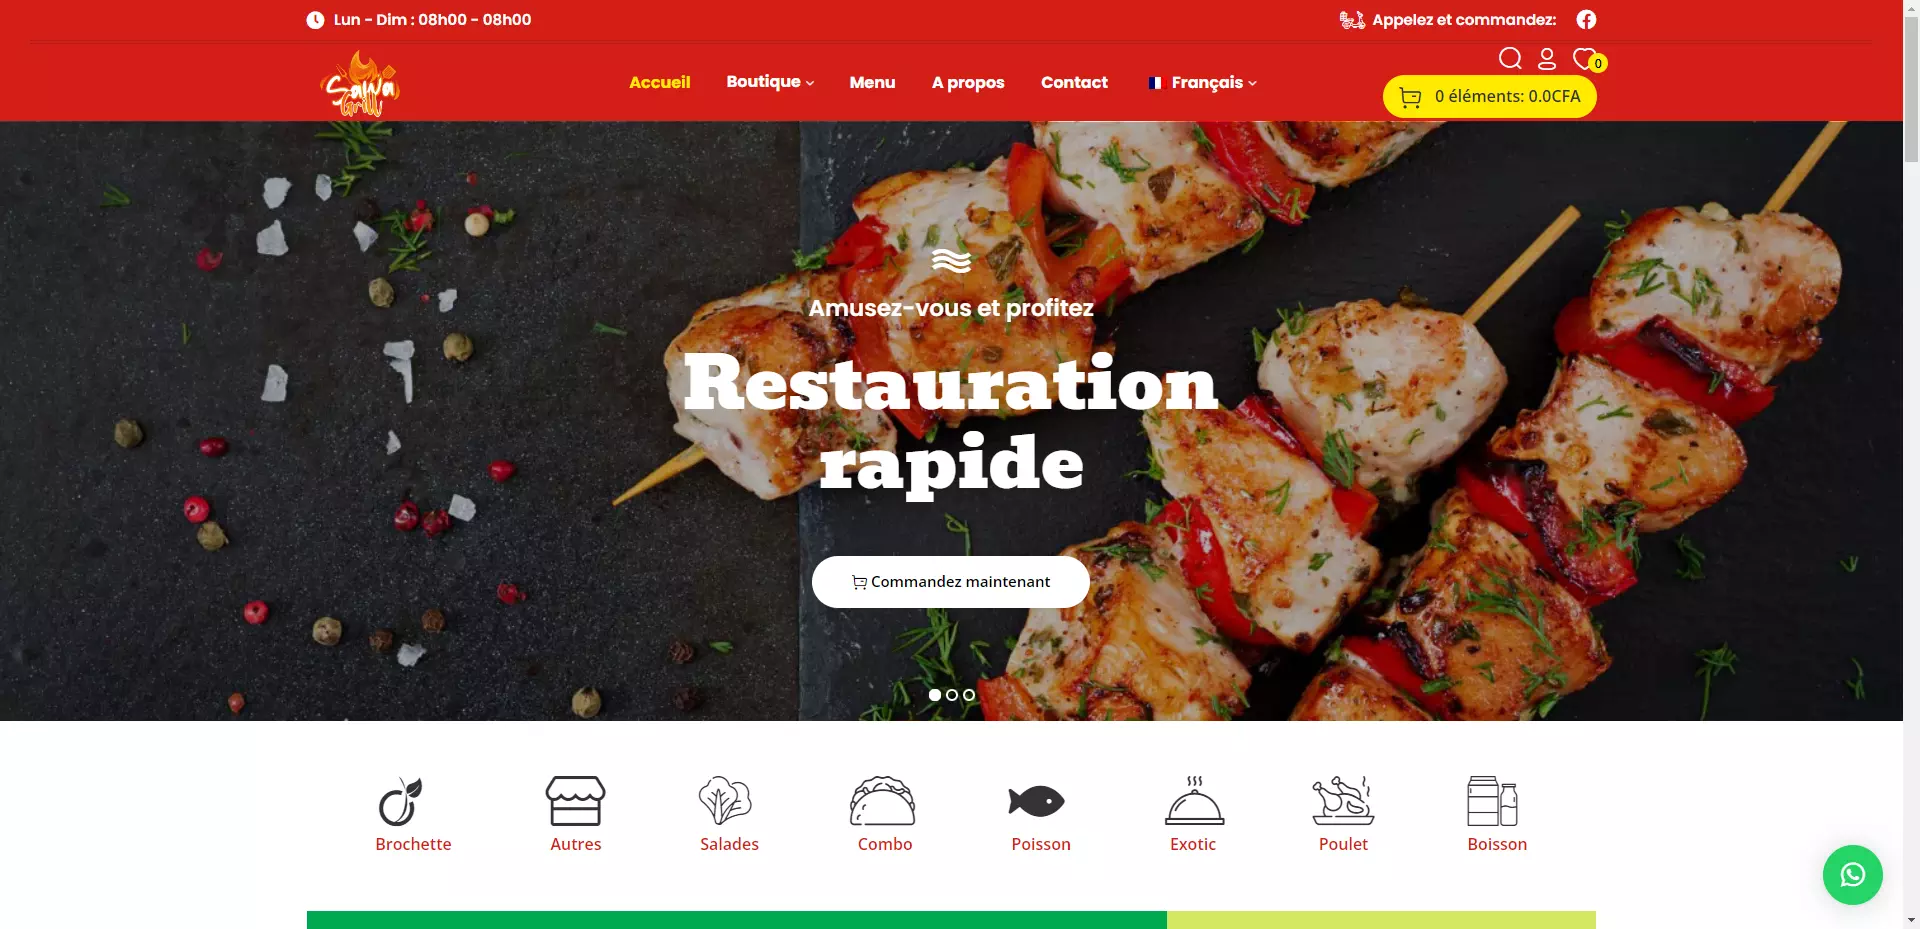 Lun - Dim : 08h00 - 08h00
Appelez et commandez:
Sawa
Grill
Accueil
Boutique
Menu
A propos
Contact
Français
0
0 éléments: 0.0CFA
Amusez-vous et profitez
Restauration
rapide
Commandez maintenant
Brochette
Autres
Salades
Combo
Poisson
Exotic
Poulet
Boisson